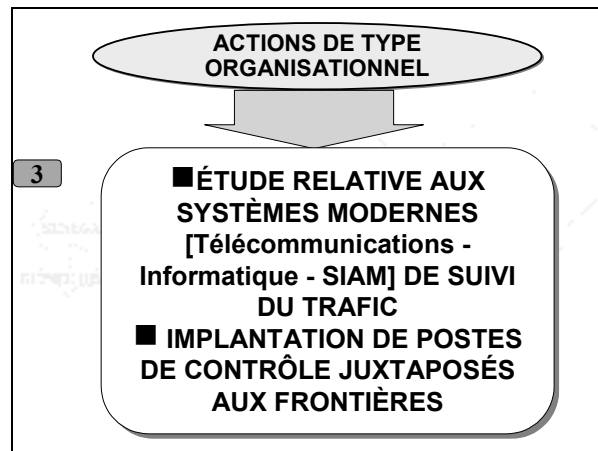 ACTIONS DE TYPE
ORGANISATIONNEL
3
■ÉTUDE RELATIVE AUX
SYSTÈMES MODERNES
[Télécommunications -
Informatique - SIAM] DE SUIVI
DU TRAFIC
■ IMPLANTATION DE POSTES
DE CONTRÔLE JUXTAPOSÉS
AUX FRONTIÈRES